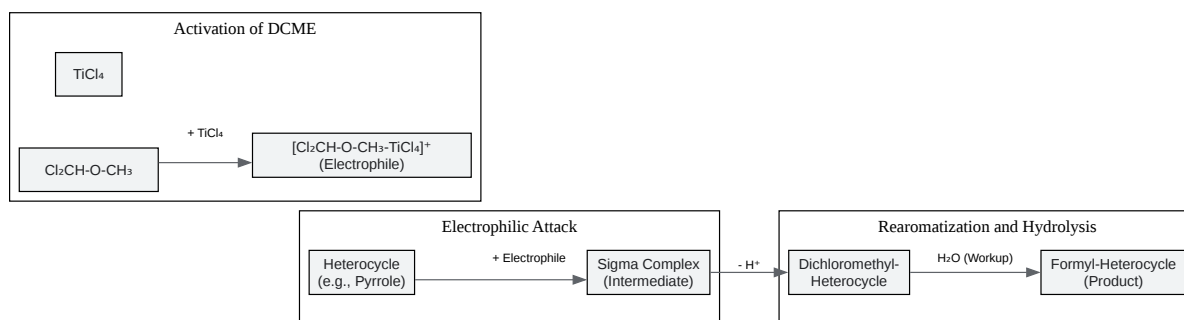 Activation of DCME
TiCl₄
+ TiCl₄
Cl₂CH-O-CH₃
[Cl₂CH-O-CH₃-TiCl₄]⁺
(Electrophile)
Electrophilic Attack
Heterocycle
(e.g., Pyrrole)
+ Electrophile
Sigma Complex
(Intermediate)
- H⁺
Rearomatization and Hydrolysis
Dichloromethyl-
Heterocycle
H₂O (Workup)
Formyl-Heterocycle
(Product)